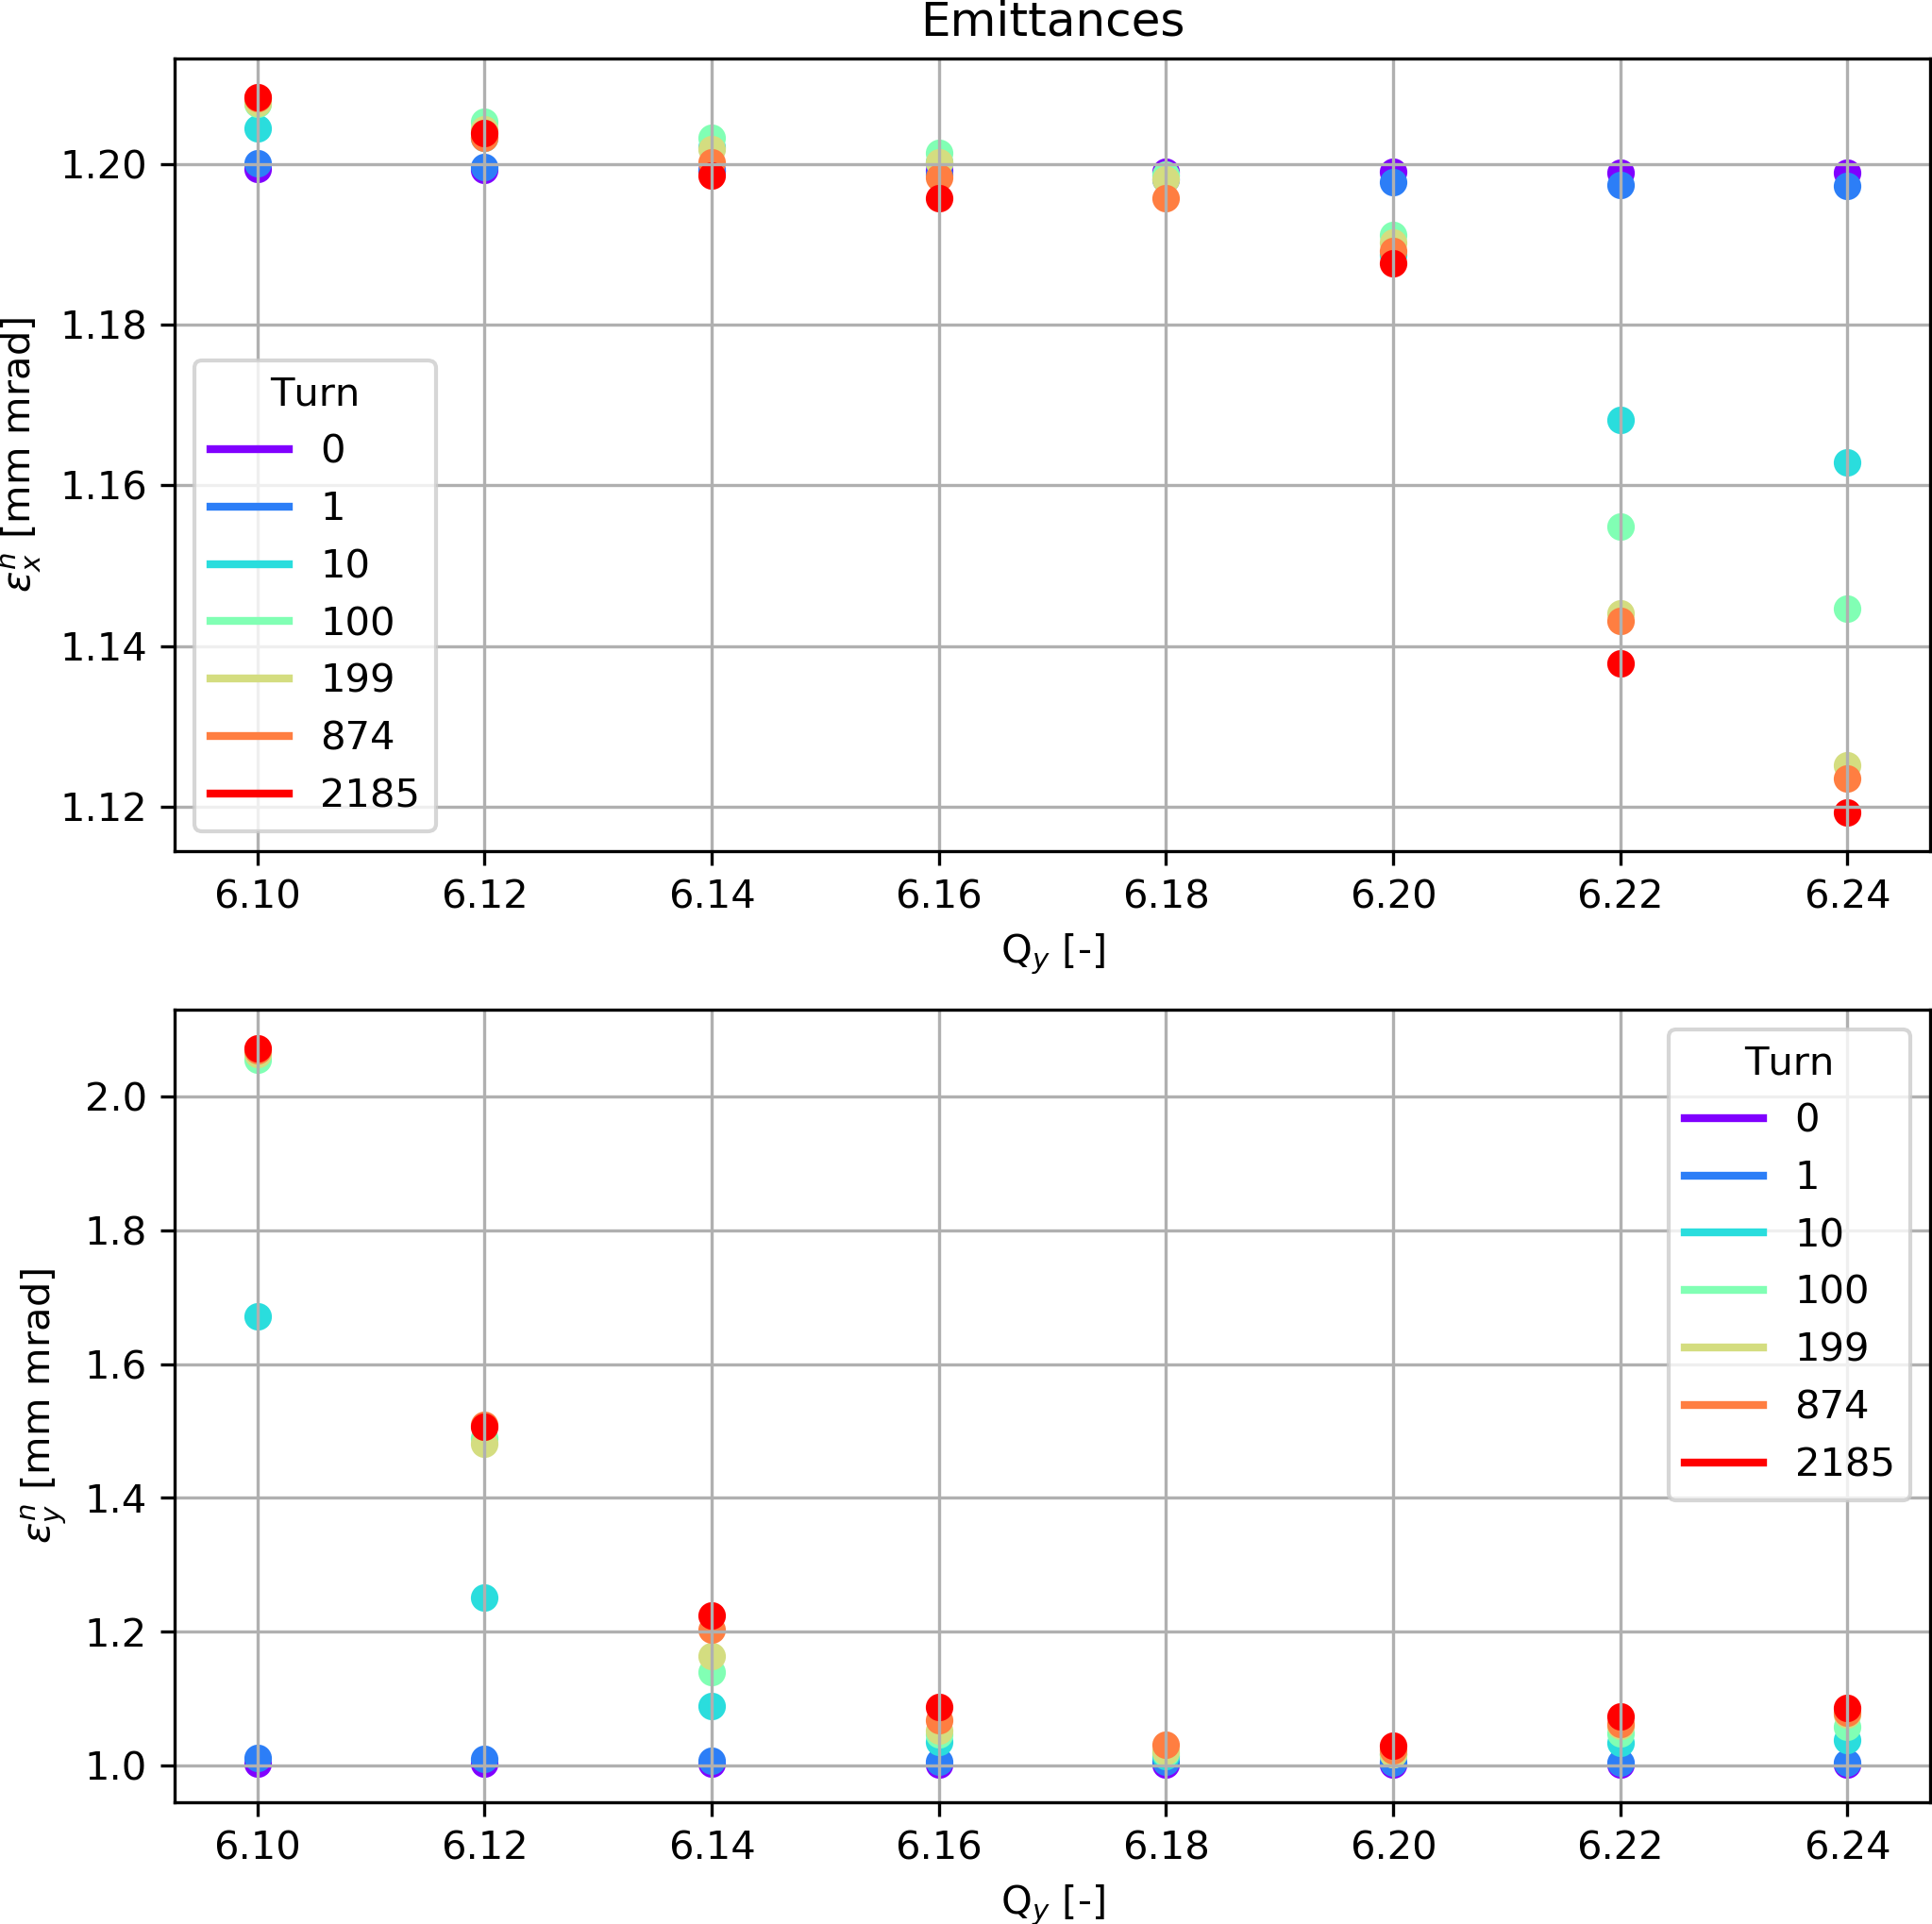 Emittances
ε_x^n [mm mrad]
1.20
1.18
1.16
1.14
1.12
Turn
0
1
10
100
199
874
2185
6.10 6.12 6.14 6.16 6.18 6.20 6.22 6.24
Q_y [-]
ε_y^n [mm mrad]
2.0
1.8
1.6
1.4
1.2
1.0
Turn
0
1
10
100
199
874
2185
6.10 6.12 6.14 6.16 6.18 6.20 6.22 6.24
Q_y [-]